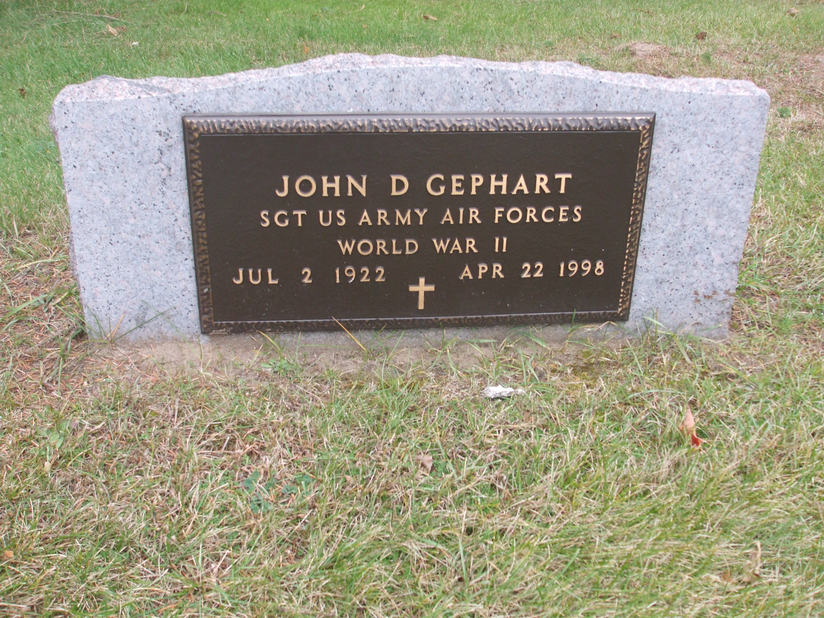 JOHN D GEPHART
SGT US ARMY AIR FORCES
WORLD WAR II
JUL 2 1922 APR 22 1998